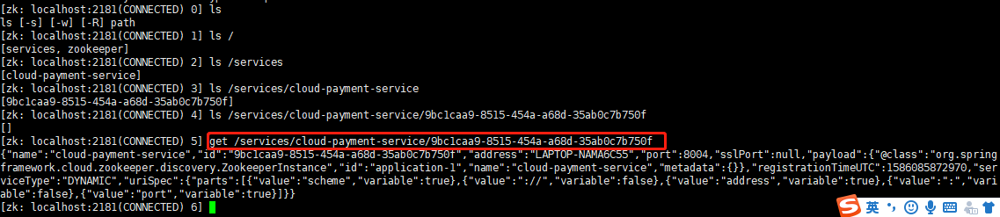 [zk: localhost:2181(CONNECTED) 0] ls
ls [-s] [-w] [-R] path
[zk: localhost:2181(CONNECTED) 1] ls /
[services, zookeeper]
[zk: localhost:2181(CONNECTED) 2] ls /services
[cloud-payment-service]
[zk: localhost:2181(CONNECTED) 3] ls /services/cloud-payment-service
[9bc1caa9-8515-454a-a68d-35ab0c7b750f]
[zk: localhost:2181(CONNECTED) 4] ls /services/cloud-payment-service/9bc1caa9-8515-454a-a68d-35ab0c7b750f
[]
[zk: localhost:2181(CONNECTED) 5] get /services/cloud-payment-service/9bc1caa9-8515-454a-a68d-35ab0c7b750f
{"name":"cloud-payment-service","id":"9bc1caa9-8515-454a-a68d-35ab0c7b750f","address":"LAPTOP-NAMA6C55","port":8004,"sslPort":null,"payload":{"@class":"org.spring
framework.cloud.zookeeper.discovery.ZookeeperInstance","id":"application-1","name":"cloud-payment-service","metadata":{}},"registrationTimeUTC":1586085872970,"se
rviceType":"DYNAMIC","uriSpec":{"parts":[{"value":"scheme","variable":true},{"value":"://","variable":false},{"value":"address","variable":true},{"value":":","vari
able":false},{"value":"port","variable":true}]}}
[zk: localhost:2181(CONNECTED) 6]
S 英